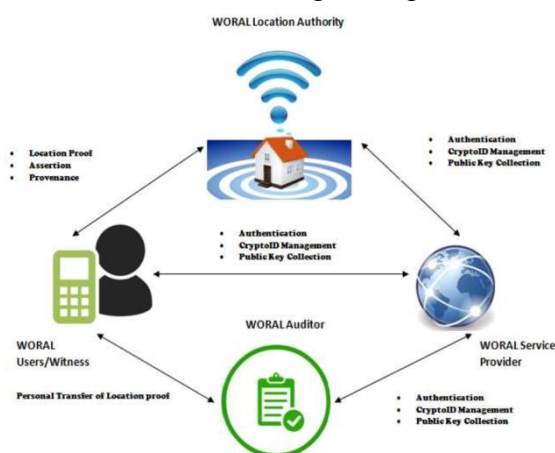 WORAL Location Authority
• Location Proof
• Assertion
• Provenance
• Authentication
• CryptoID Management
• Public Key Collection
• Authentication
• CryptoID Management
• Public Key Collection
WORAL
Users/Witness
WORAL Auditor
WORAL Service
Provider
Personal Transfer of Location proof
• Authentication
• CryptoID Management
• Public Key Collection